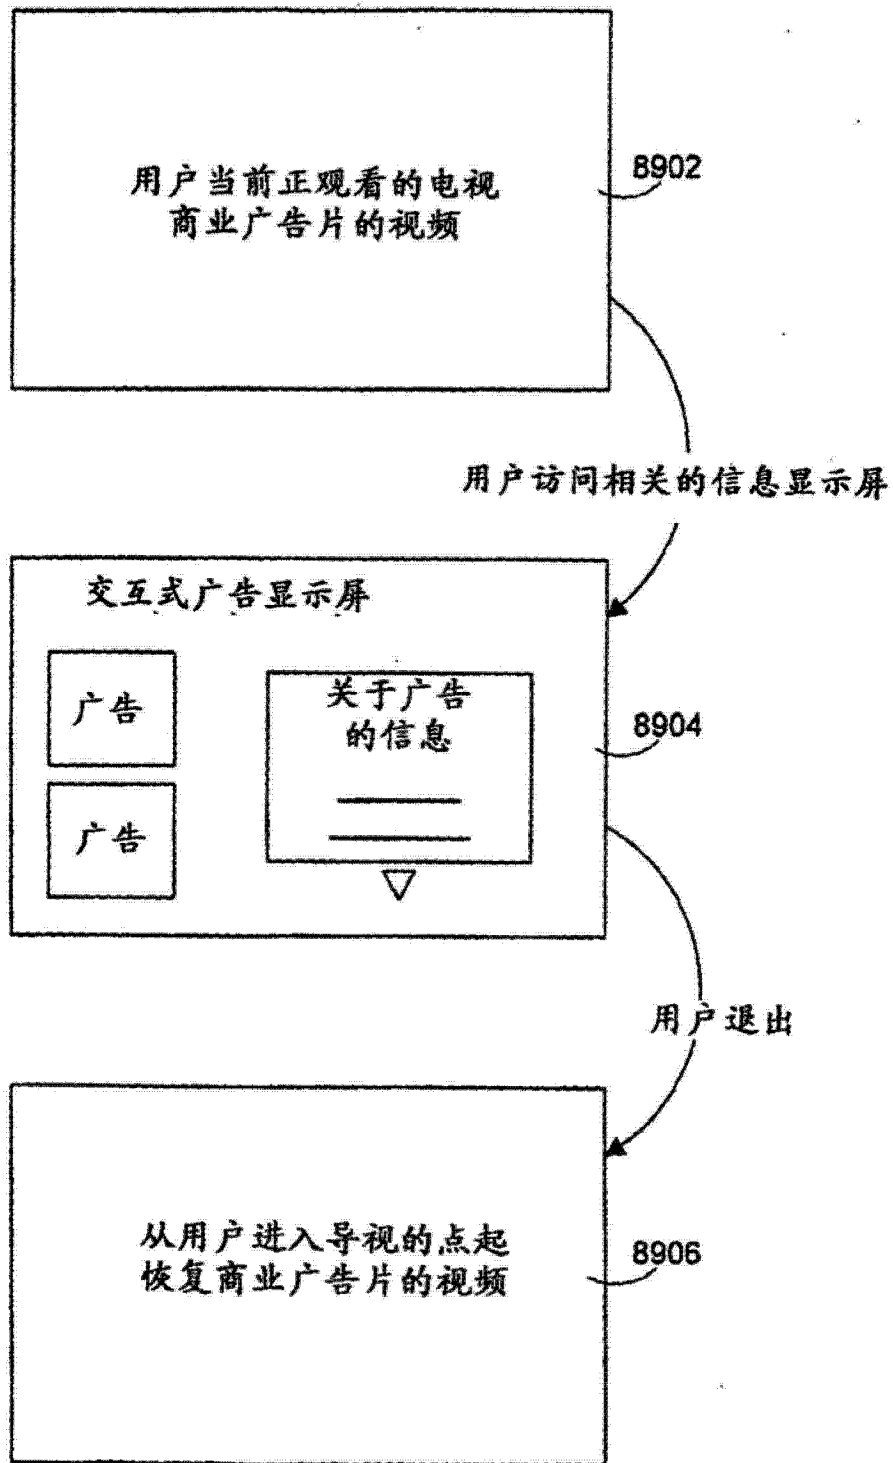 用户当前正观看的电视
商业广告片的视频
8902
用户访问相关的信息显示屏
交互式广告显示屏
广告
关于广告
的信息
8904
广告
用户退出
从用户进入导视的点起
恢复商业广告片的视频
8906